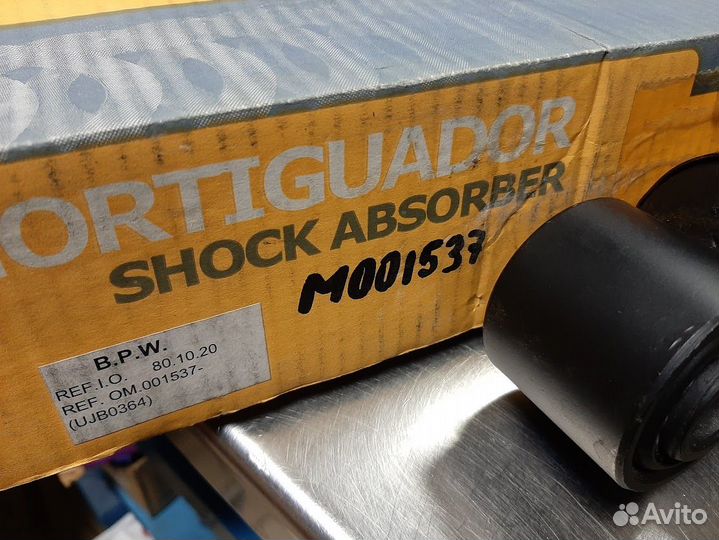 ORTIGUADOR
SHOCK ABSORBER
M001537
B.P.W.
REF.I.O. 80.10.20
REF. OM.001537-
(UJB0364)
Avito